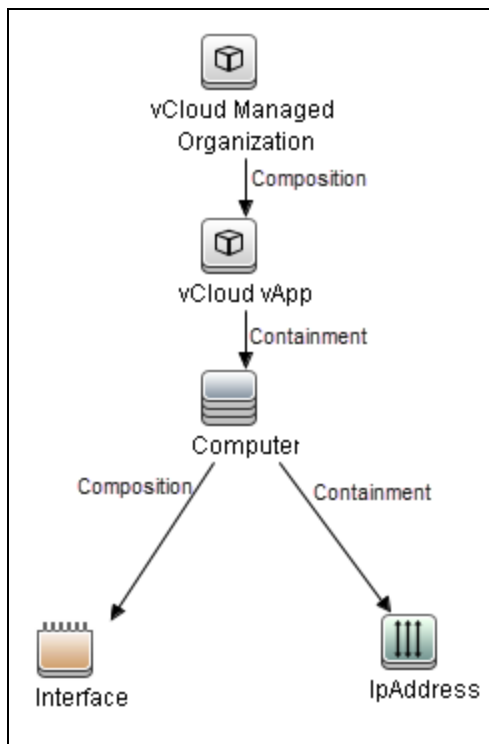 vCloud Managed
Organization
Composition
vCloud vApp
Containment
Computer
Composition
Containment
Interface
IpAddress